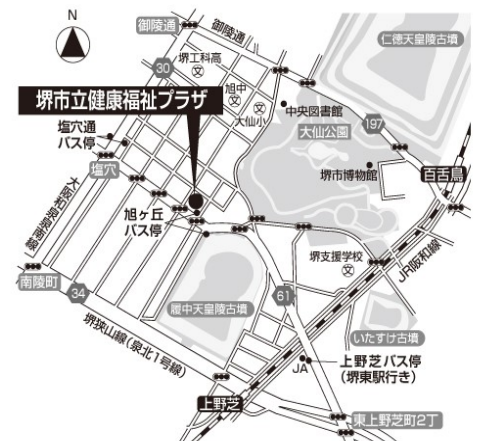 N
御陵通
御陵通
仁徳天皇陵古墳
30
堺工科高
文
旭中
文
大仙小
文
中央図書館
堺市立健康福祉プラザ
大仙公園
197
塩穴通
バス停
堺市博物館
百舌鳥
塩穴
大阪和泉泉南線
旭ヶ丘
バス停
堺支援学校
文
JR阪和線
南陵町
34
履中天皇陵古墳
61
堺狭山線(泉北1号線)
いたすけ古墳
JA
上野芝バス停
(堺東駅行き)
上野芝
東上野芝町2丁